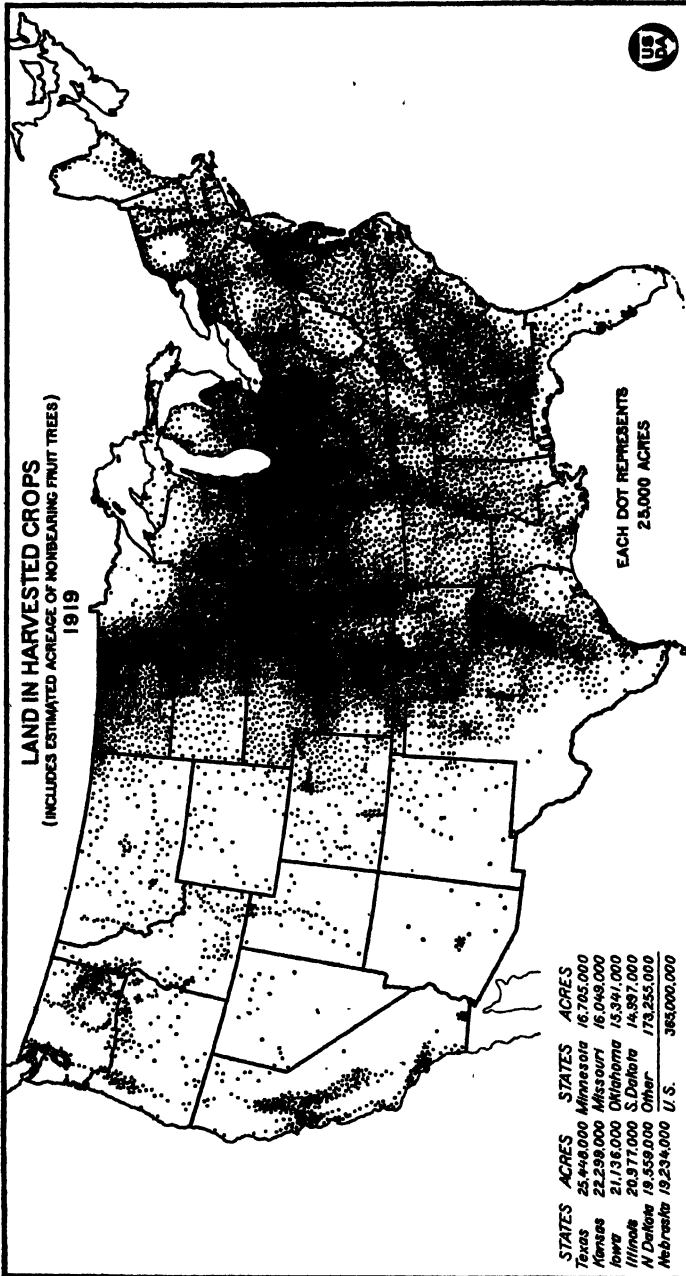 LAND IN HARVESTED CROPS
(INCLUDES ESTIMATED ACREAGE OF NONBEARING FRUIT TREES)
1919
EACH DOT REPRESENTS
25,000 ACRES
STATES ACRES STATES ACRES
Texas 25,448,000 Minnesota 16,705,000
Kansas 22,299,000 Missouri 16,049,000
Iowa 21,136,000 Oklahoma 15,341,000
Illinois 20,977,000 S.Dakota 14,997,000
N Dakota 19,559,000 Other 173,255,000
Nebraska 19,234,000 U.S. 365,000,000
US
DA